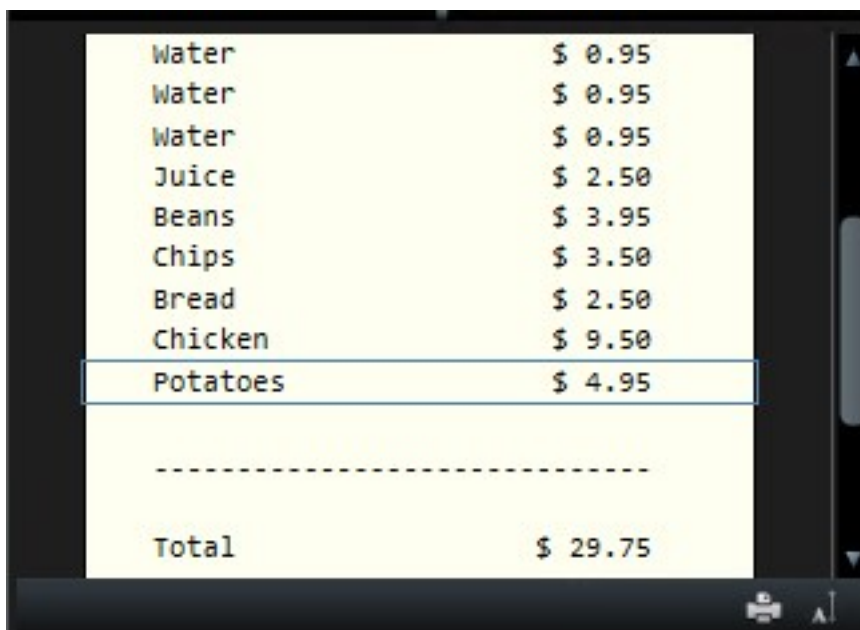 Water $ 0.95
Water $ 0.95
Water $ 0.95
Juice $ 2.50
Beans $ 3.95
Chips $ 3.50
Bread $ 2.50
Chicken $ 9.50
Potatoes $ 4.95
------------------------------
Total $ 29.75
A